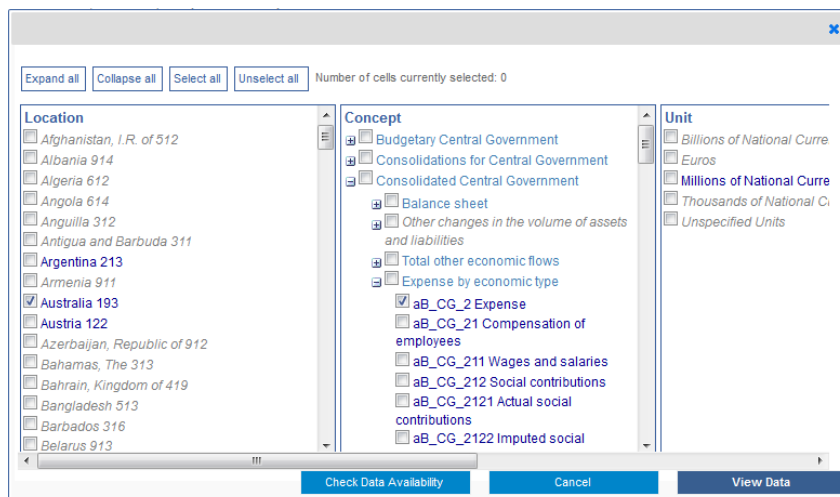 Expand all Collapse all Select all Unselect all Number of cells currently selected: 0
Location
Afghanistan, I.R. of 512
Albania 914
Algeria 612
Angola 614
Anguilla 312
Antigua and Barbuda 311
Argentina 213
Armenia 911
Australia 193
Austria 122
Azerbaijan, Republic of 912
Bahamas, The 313
Bahrain, Kingdom of 419
Bangladesh 513
Barbados 316
Belarus 913
Concept
Budgetary Central Government
Consolidations for Central Government
Consolidated Central Government
Balance sheet
Other changes in the volume of assets
and liabilities
Total other economic flows
Expense by economic type
aB_CG_2 Expense
aB_CG_21 Compensation of
employees
aB_CG_211 Wages and salaries
aB_CG_212 Social contributions
aB_CG_2121 Actual social
contributions
aB_CG_2122 Imputed social
Unit
Billions of National Curre
Euros
Millions of National Curre
Thousands of National C
Unspecified Units
Check Data Availability Cancel View Data